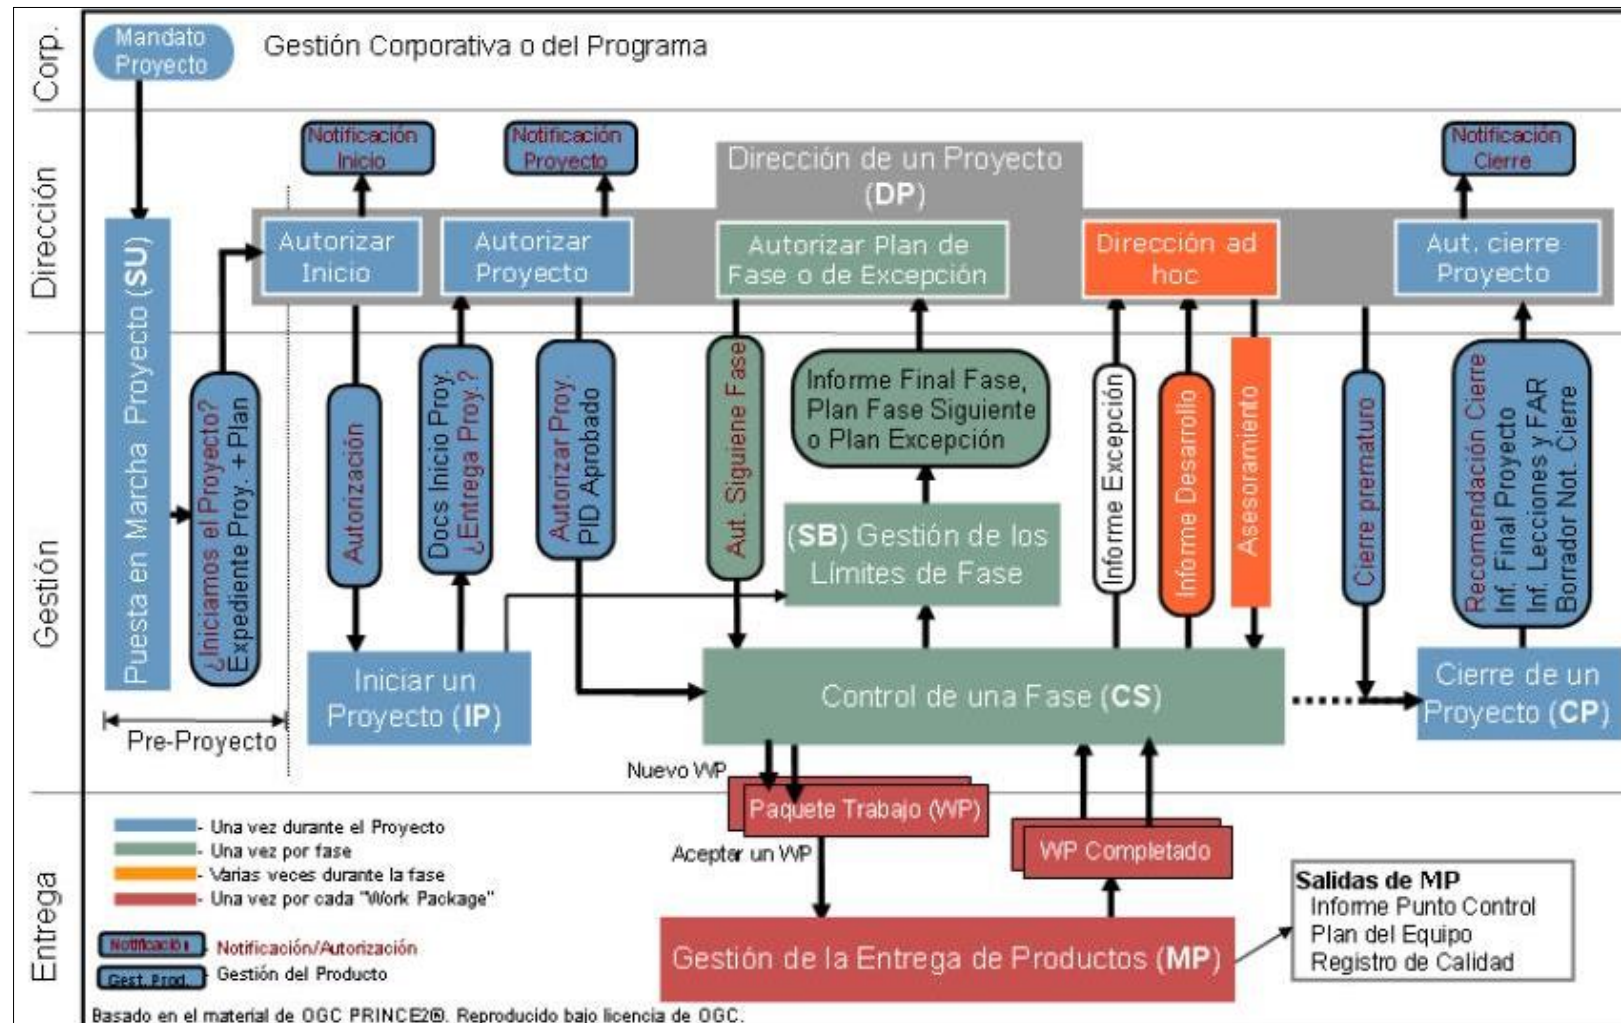 Corp.
Mandato
Proyecto
Gestión Corporativa o del Programa
Dirección
Notificación
Inicio
Notificación
Proyecto
Dirección de un Proyecto
(DP)
Notificación
Cierre
Autorizar
Inicio
Autorizar
Proyecto
Autorizar Plan de
Fase o de Excepción
Dirección ad
hoc
Aut. cierre
Proyecto
Gestión
Puesta en Marcha Proyecto (SU)
¿Iniciamos el Proyecto?
Expediente Proy. + Plan
Autorización
Docs Inicio Proy.
¿Entrega Proy.?
Autorizar Proy.
PID Aprobado
Aut. Siguiene Fase
Informe Final Fase,
Plan Fase Siguiente
o Plan Excepción
Informe Excepción
Informe Desarrollo
Asesoramiento
Cierre prematuro
Recomendación Cierre
Inf. Final Proyecto
Inf. Lecciones y FAR
Borrador Not. Cierre
(SB) Gestión de los
Límites de Fase
Iniciar un
Proyecto (IP)
Control de una Fase (CS)
Cierre de un
Proyecto (CP)
Pre-Proyecto
Nuevo WP
Entrega
Paquete Trabajo (WP)
Aceptar un WP
WP Completado
- Una vez durante el Proyecto
- Una vez por fase
- Varias veces durante la fase
- Una vez por cada "Work Package"
Notificación - Notificación/Autorización
Gest. Prod. - Gestión del Producto
Gestión de la Entrega de Productos (MP)
Salidas de MP
Informe Punto Control
Plan del Equipo
Registro de Calidad
Basado en el material de OGC PRINCE2®. Reproducido bajo licencia de OGC.